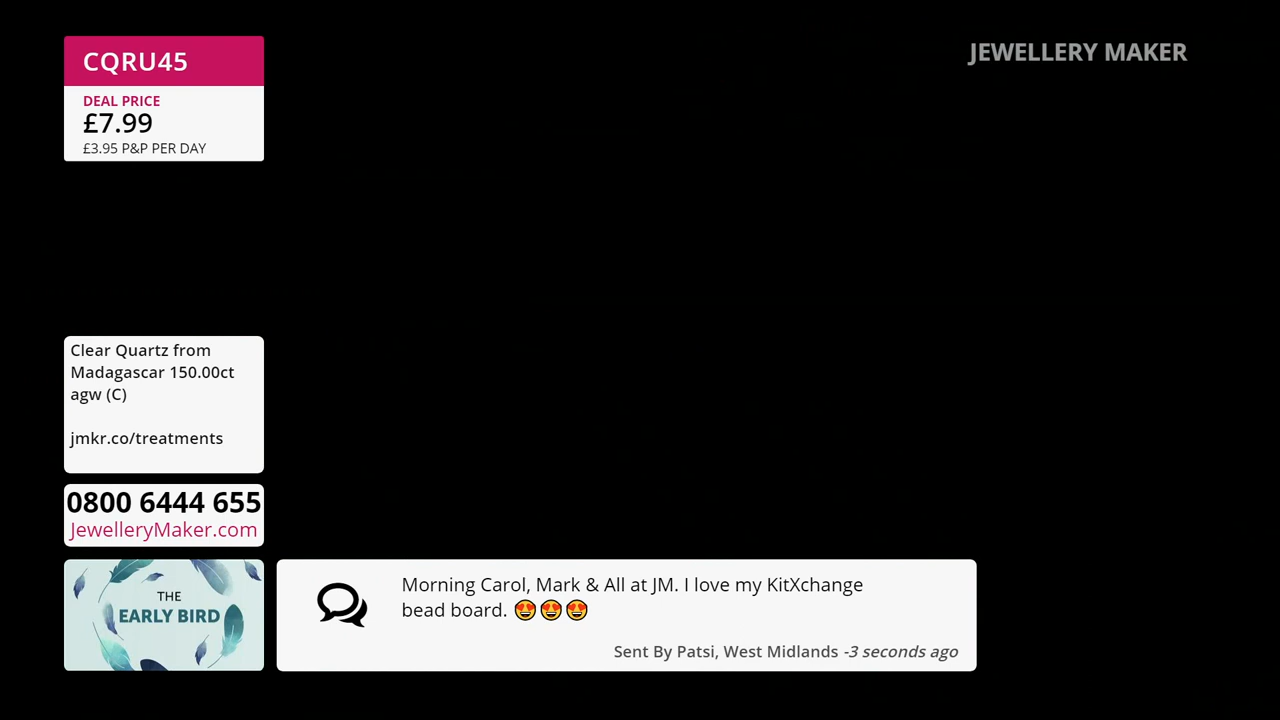 CQRU45
DEAL PRICE
£7.99
£3.95 P&P PER DAY
JEWELLERY MAKER
Clear Quartz from
Madagascar 150.00ct
agw (C)
jmkr.co/treatments
0800 6444 655
JewelleryMaker.com
THE
EARLY BIRD
Morning Carol, Mark & All at JM. I love my KitXchange
bead board. 😍😍😍
Sent By Patsi, West Midlands -3 seconds ago